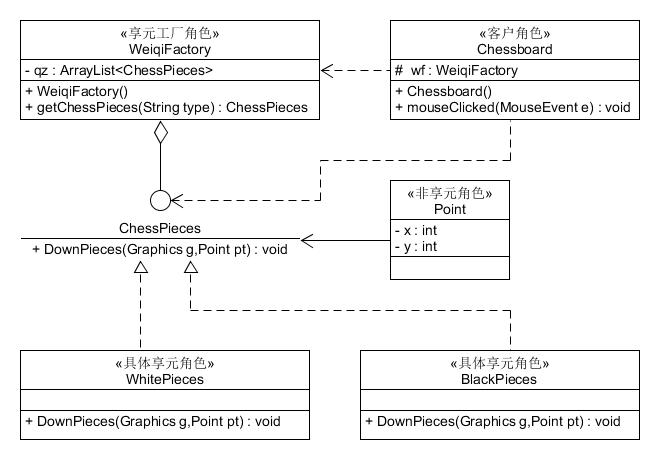 «享元工厂角色»
WeiqiFactory
- qz : ArrayList<ChessPieces>
+ WeiqiFactory()
+ getChessPieces(String type) : ChessPieces
«客户角色»
Chessboard
# wf : WeiqiFactory
+ Chessboard()
+ mouseClicked(MouseEvent e) : void
ChessPieces
+ DownPieces(Graphics g,Point pt) : void
«非享元角色»
Point
- x : int
- y : int
«具体享元角色»
WhitePieces
+ DownPieces(Graphics g,Point pt) : void
«具体享元角色»
BlackPieces
+ DownPieces(Graphics g,Point pt) : void